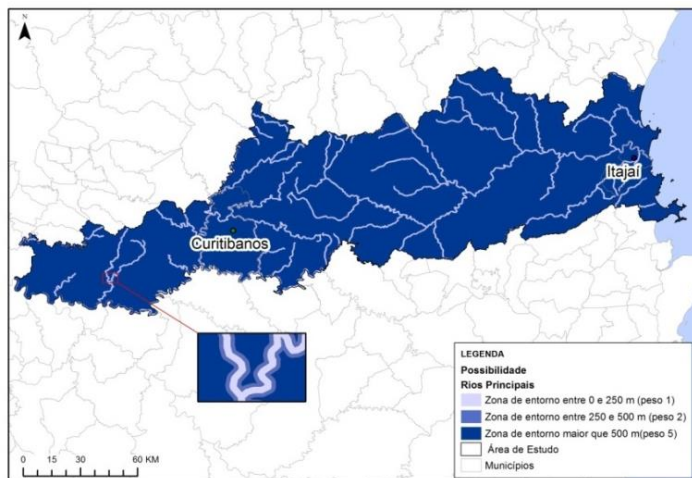 N
Itajaí
Curitibanos
LEGENDA
Possibilidade
Rios Principais
Zona de entorno entre 0 e 250 m (peso 1)
Zona de entorno entre 250 e 500 m (peso 2)
Zona de entorno maior que 500 m(peso 5)
Área de Estudo
Municípios
0 15 30 60 KM